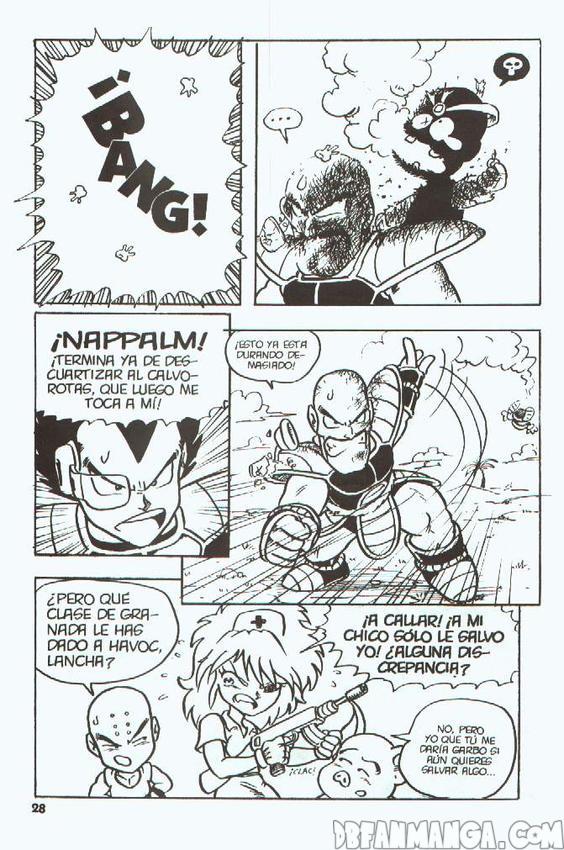 ¡BANG!
...
¡NAPPALM!
¡TERMINA YA DE DES-
CUARTIZAR AL CALVO-
ROTAS, QUE LUEGO ME
TOCA A MÍ!
¡ESTO YA ESTA
DURANDO DE-
MASIADO!
¿PERO QUÉ
CLASE DE GRA-
NADA LE HAS
DADO A HAVOC,
LANCHA?
¡A CALLAR! ¡A MI
CHICO SÓLO LE SALVO
YO! ¿ALGUNA DIS-
CREPANCIA?
¡CLAC!
NO, PERO
YO QUE TÚ ME
DARÍA GARBO SI
AÚN QUIERES
SALVAR ALGO...
28
DBFANMANGA.COM